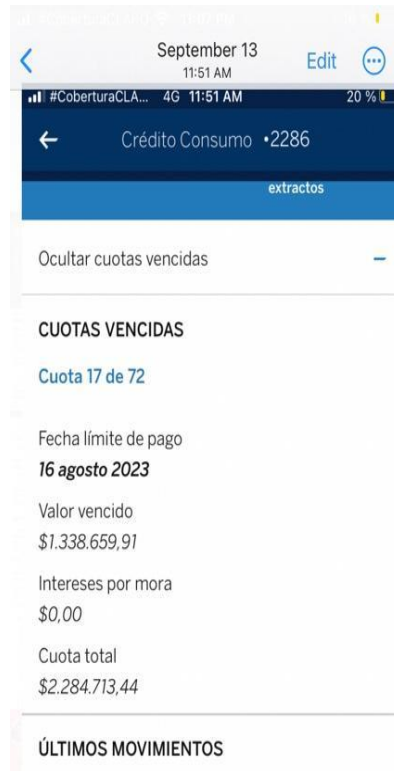 September 13
11:51 AM
Edit
#CoberturaCLA... 4G 11:51 AM 20 %
Crédito Consumo •2286
extractos
Ocultar cuotas vencidas
CUOTAS VENCIDAS
Cuota 17 de 72
Fecha límite de pago
16 agosto 2023
Valor vencido
$1.338.659,91
Intereses por mora
$0,00
Cuota total
$2.284.713,44
ÚLTIMOS MOVIMIENTOS